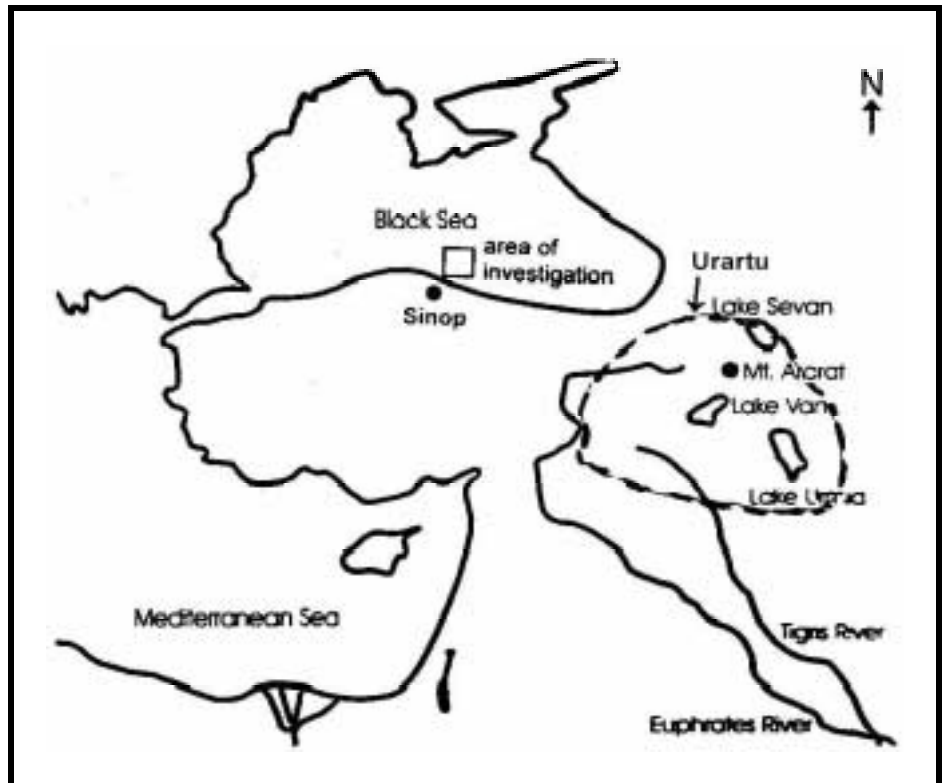 N
Black Sea
area of
investigation
Urartu
Lake Sevan
Sinop
Mt. Ararat
Lake Van
Lake Urmia
Mediterranean Sea
Tigris River
Euphrates River